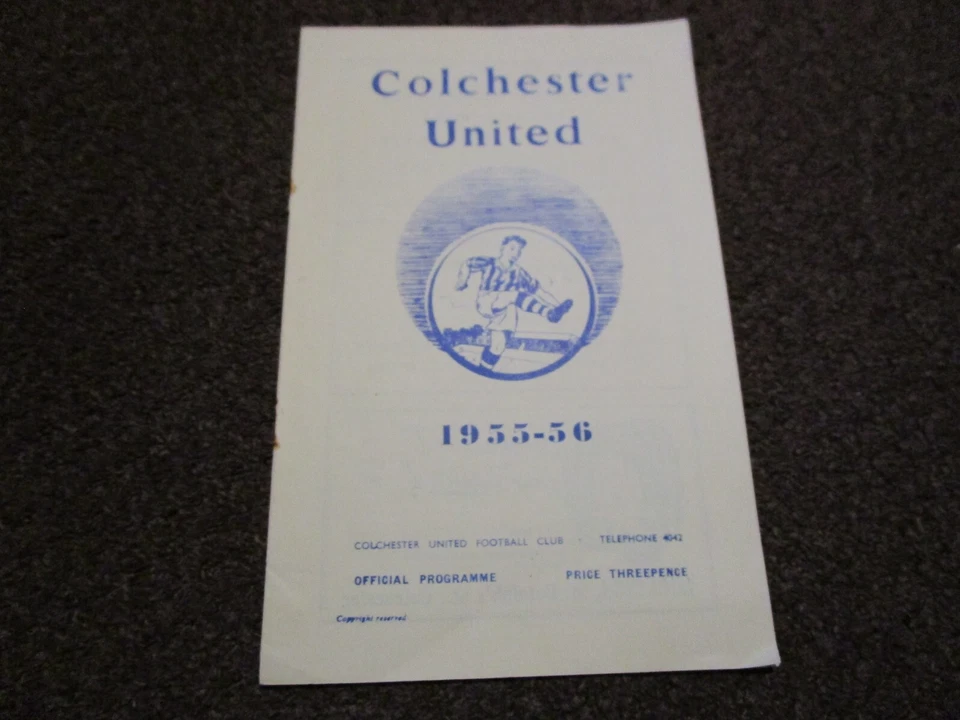 Colchester
United
1955-56
COLCHESTER UNITED FOOTBALL CLUB · TELEPHONE 4042
OFFICIAL PROGRAMME PRICE THREEPENCE
Copyright reserved